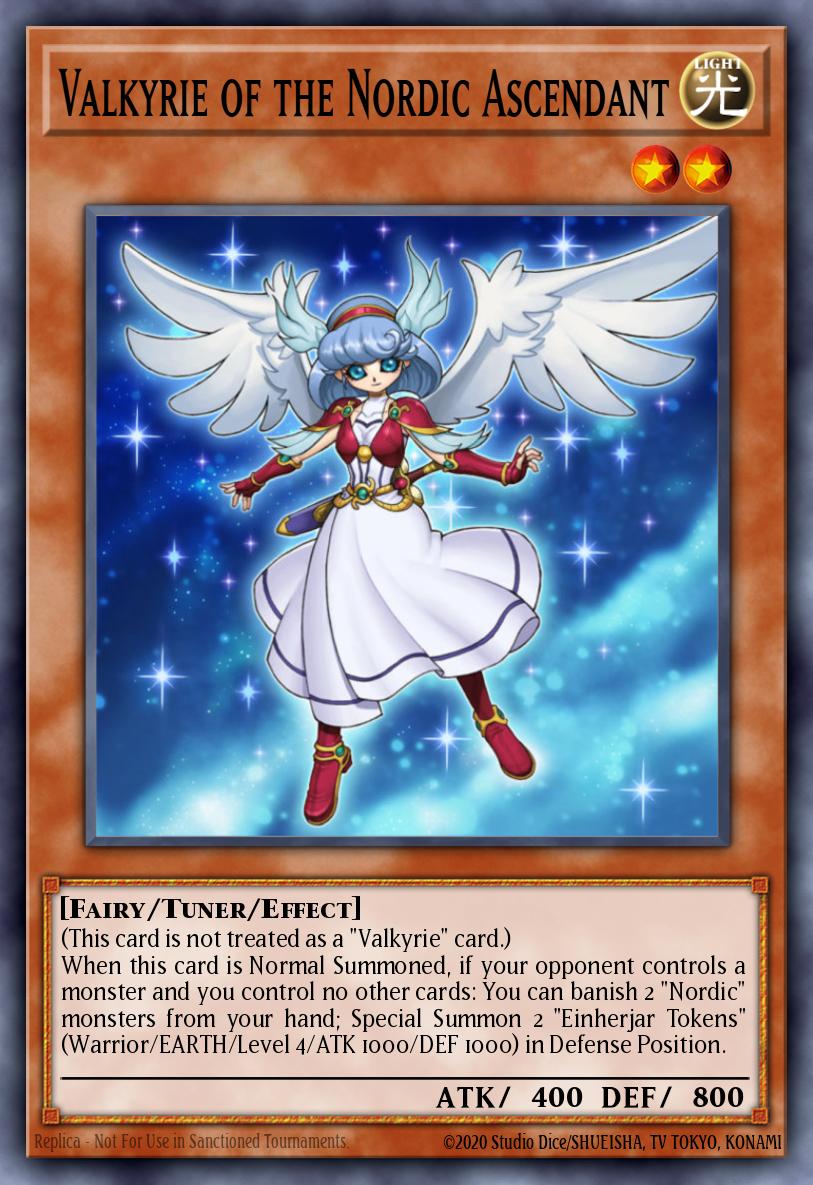 Valkyrie of the Nordic Ascendant
LIGHT
光
[Fairy/Tuner/Effect]
(This card is not treated as a "Valkyrie" card.)
When this card is Normal Summoned, if your opponent controls a
monster and you control no other cards: You can banish 2 "Nordic"
monsters from your hand; Special Summon 2 "Einherjar Tokens"
(Warrior/EARTH/Level 4/ATK 1000/DEF 1000) in Defense Position.
ATK/ 400 DEF/ 800
Replica - Not For Use in Sanctioned Tournaments.
©2020 Studio Dice/SHUEISHA, TV TOKYO, KONAMI